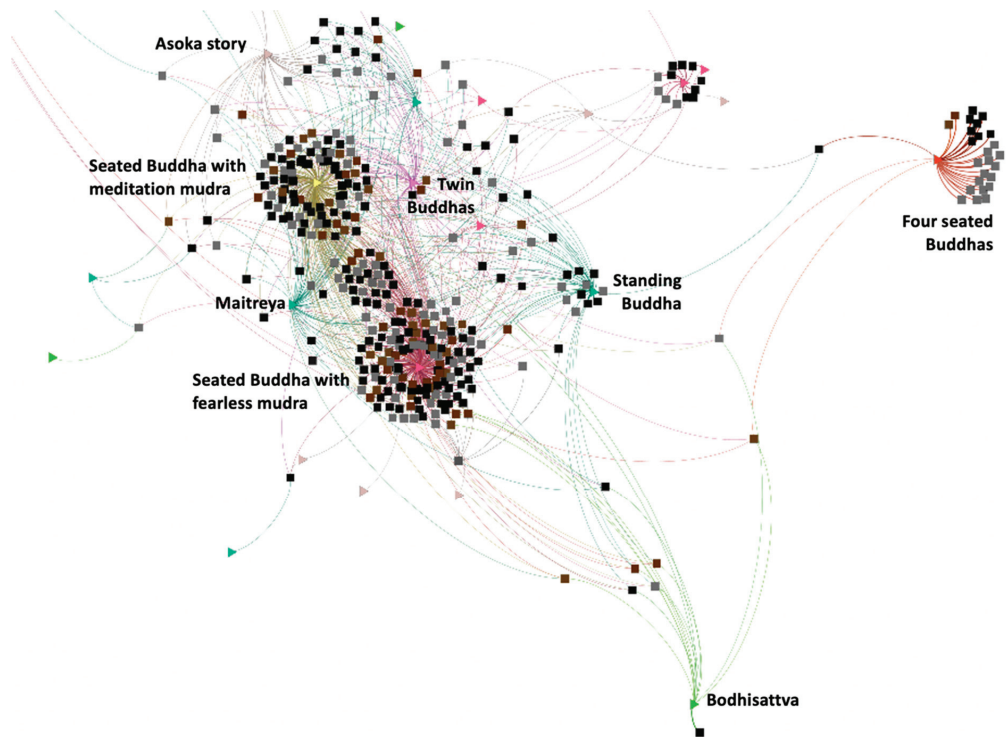 Asoka story
Seated Buddha with
meditation mudra
Twin
Buddhas
Four seated
Buddhas
Standing
Buddha
Maitreya
Seated Buddha with
fearless mudra
Bodhisattva